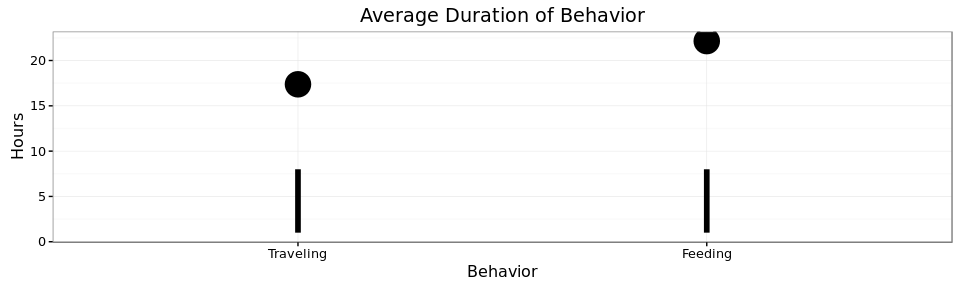 Average Duration of Behavior
Hours
20
15
10
5
0
Traveling
Feeding
Behavior